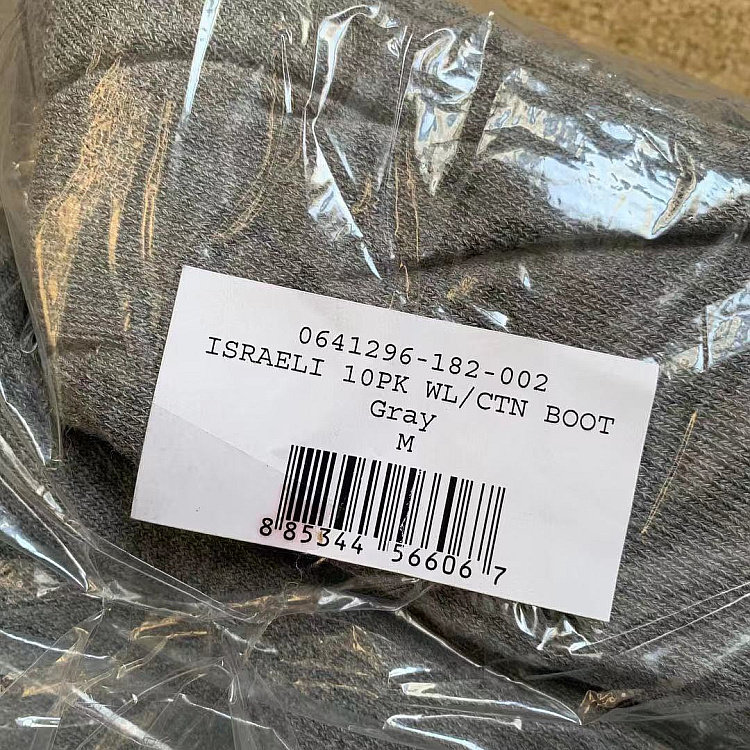 0641296-182-002
ISRAELI 10PK WL/CTN BOOT
Gray
M
8 85344 56606 7